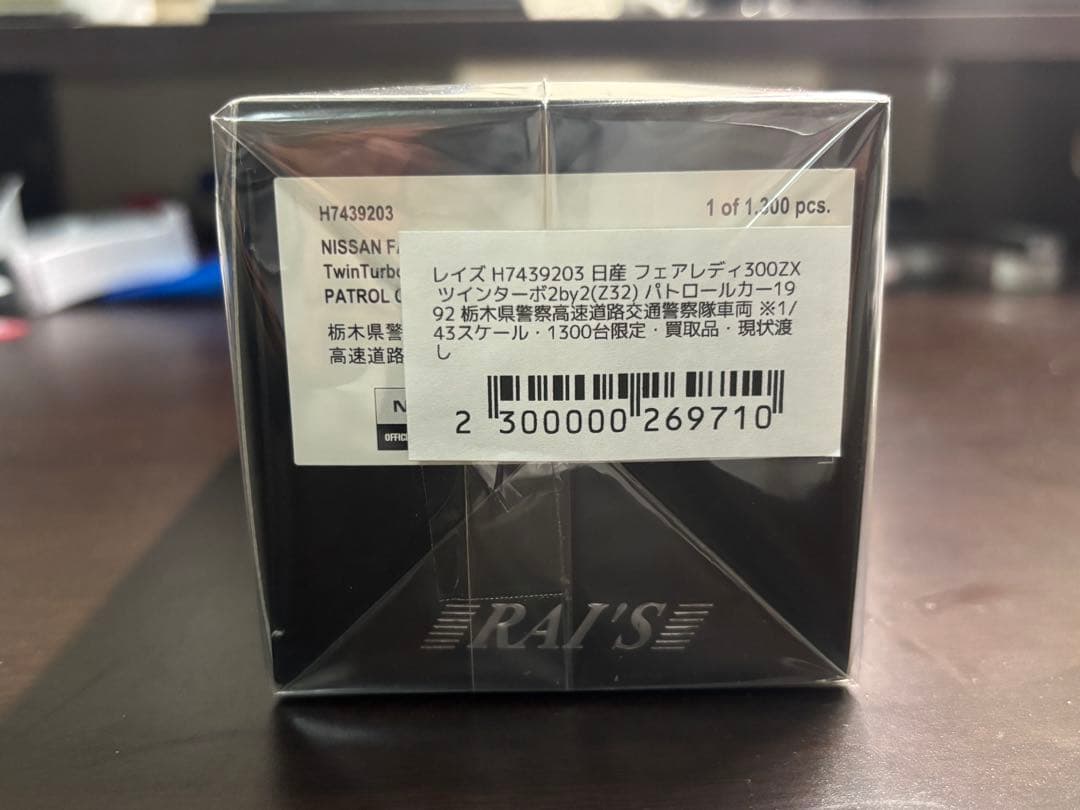 H7439203
1 of 1.300 pcs.
NISSAN
TwinTurbo
PATROL
栃木県警
高速道路
OFFIC
レイズ H7439203 日産 フェアレディ300ZX
ツインターボ2by2(Z32) パトロールカー19
92 栃木県警察高速道路交通警察隊車両 ※1/
43スケール・1300台限定・買取品・現状渡
し
2 300000 269710
RAI'S